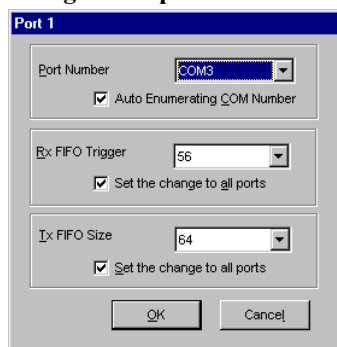 Port 1
Port Number COM3
Auto Enumerating COM Number
Rx FIFO Trigger 56
Set the change to all ports
Tx FIFO Size 64
Set the change to all ports
OK Cancel